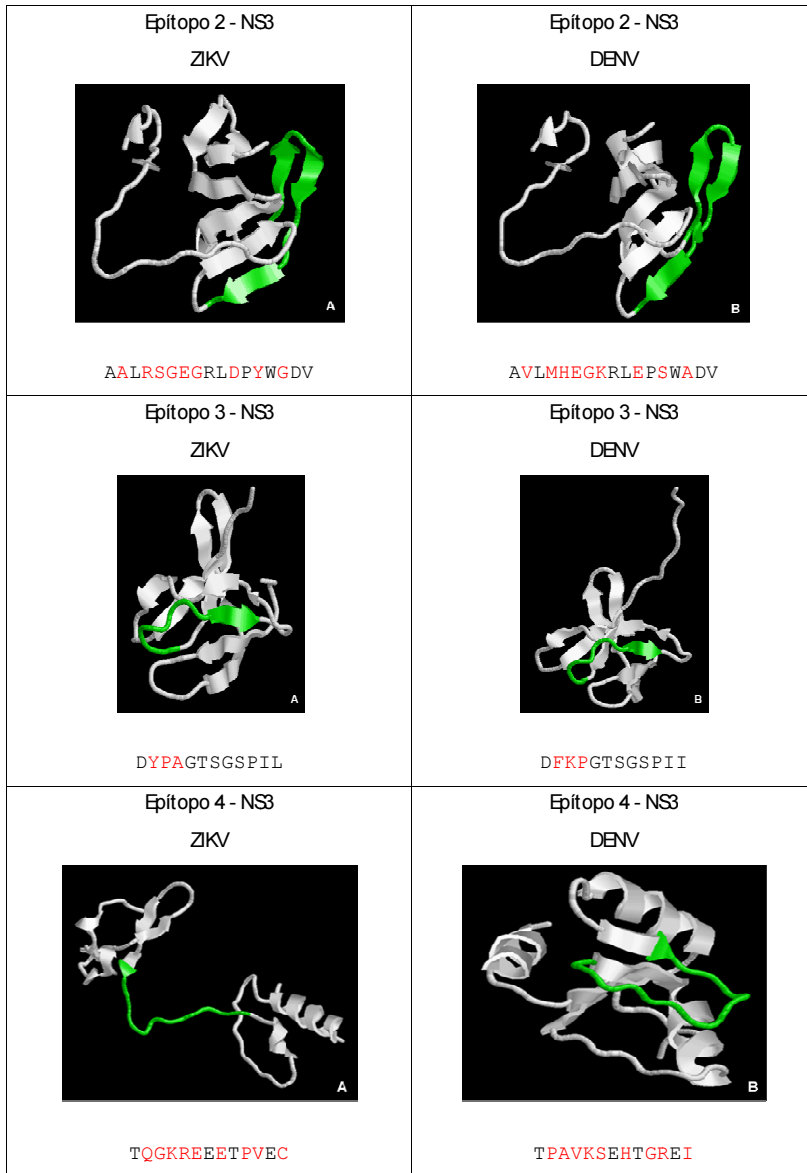 Epítopo 2 - NS3
ZIKV
A
AALRSGEGRLDPYWGDV
Epítopo 2 - NS3
DENV
B
AVLMHEGKRLEPSWADV
Epítopo 3 - NS3
ZIKV
A
DYPAGTSGSPIL
Epítopo 3 - NS3
DENV
B
DFKPGTSGSPII
Epítopo 4 - NS3
ZIKV
A
TQGKREEETPVEC
Epítopo 4 - NS3
DENV
B
TPAVKSEHTGREI